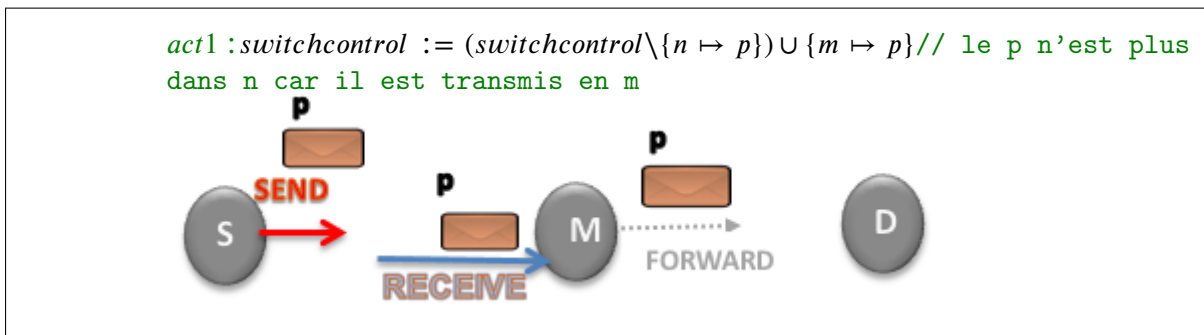 act1 : switchcontrol := (switchcontrol\{n ↦ p}) ∪ {m ↦ p}// le p n'est plus
dans n car il est transmis en m
p
p
p
SEND
S
M
D
RECEIVE
FORWARD